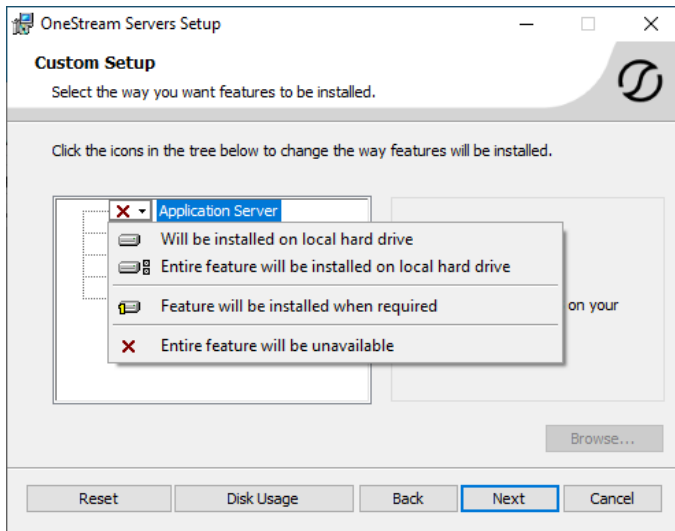 OneStream Servers Setup
Custom Setup
Select the way you want features to be installed.
Click the icons in the tree below to change the way features will be installed.
Application Server
Will be installed on local hard drive
Entire feature will be installed on local hard drive
Feature will be installed when required
on your
Entire feature will be unavailable
Browse...
Reset
Disk Usage
Back
Next
Cancel